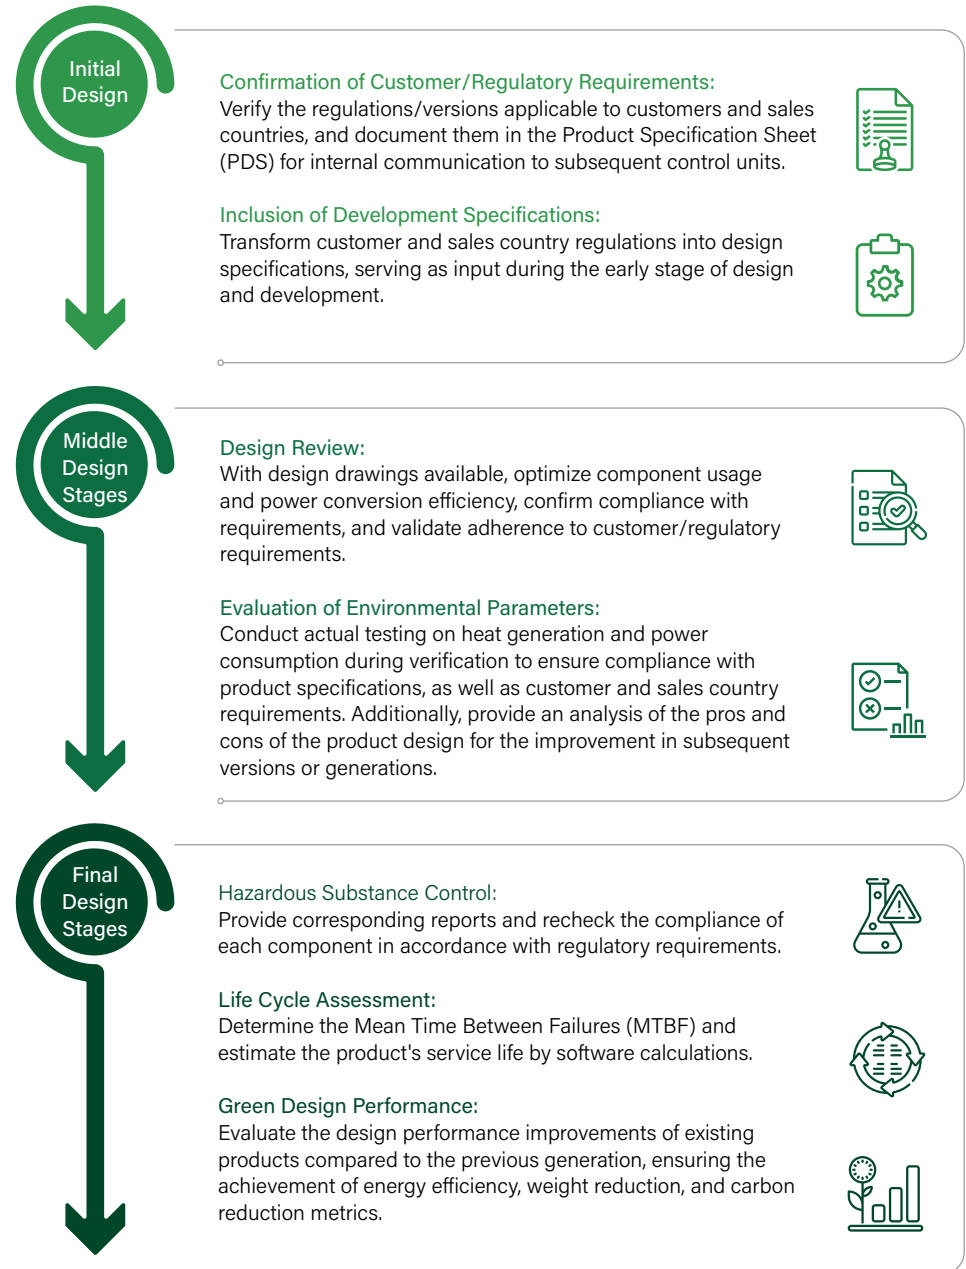 Initial
Design
Confirmation of Customer/Regulatory Requirements:
Verify the regulations/versions applicable to customers and sales
countries, and document them in the Product Specification Sheet
(PDS) for internal communication to subsequent control units.
Inclusion of Development Specifications:
Transform customer and sales country regulations into design
specifications, serving as input during the early stage of design
and development.
Middle
Design
Stages
Design Review:
With design drawings available, optimize component usage
and power conversion efficiency, confirm compliance with
requirements, and validate adherence to customer/regulatory
requirements.
Evaluation of Environmental Parameters:
Conduct actual testing on heat generation and power
consumption during verification to ensure compliance with
product specifications, as well as customer and sales country
requirements. Additionally, provide an analysis of the pros and
cons of the product design for the improvement in subsequent
versions or generations.
Final
Design
Stages
Hazardous Substance Control:
Provide corresponding reports and recheck the compliance of
each component in accordance with regulatory requirements.
Life Cycle Assessment:
Determine the Mean Time Between Failures (MTBF) and
estimate the product's service life by software calculations.
Green Design Performance:
Evaluate the design performance improvements of existing
products compared to the previous generation, ensuring the
achievement of energy efficiency, weight reduction, and carbon
reduction metrics.